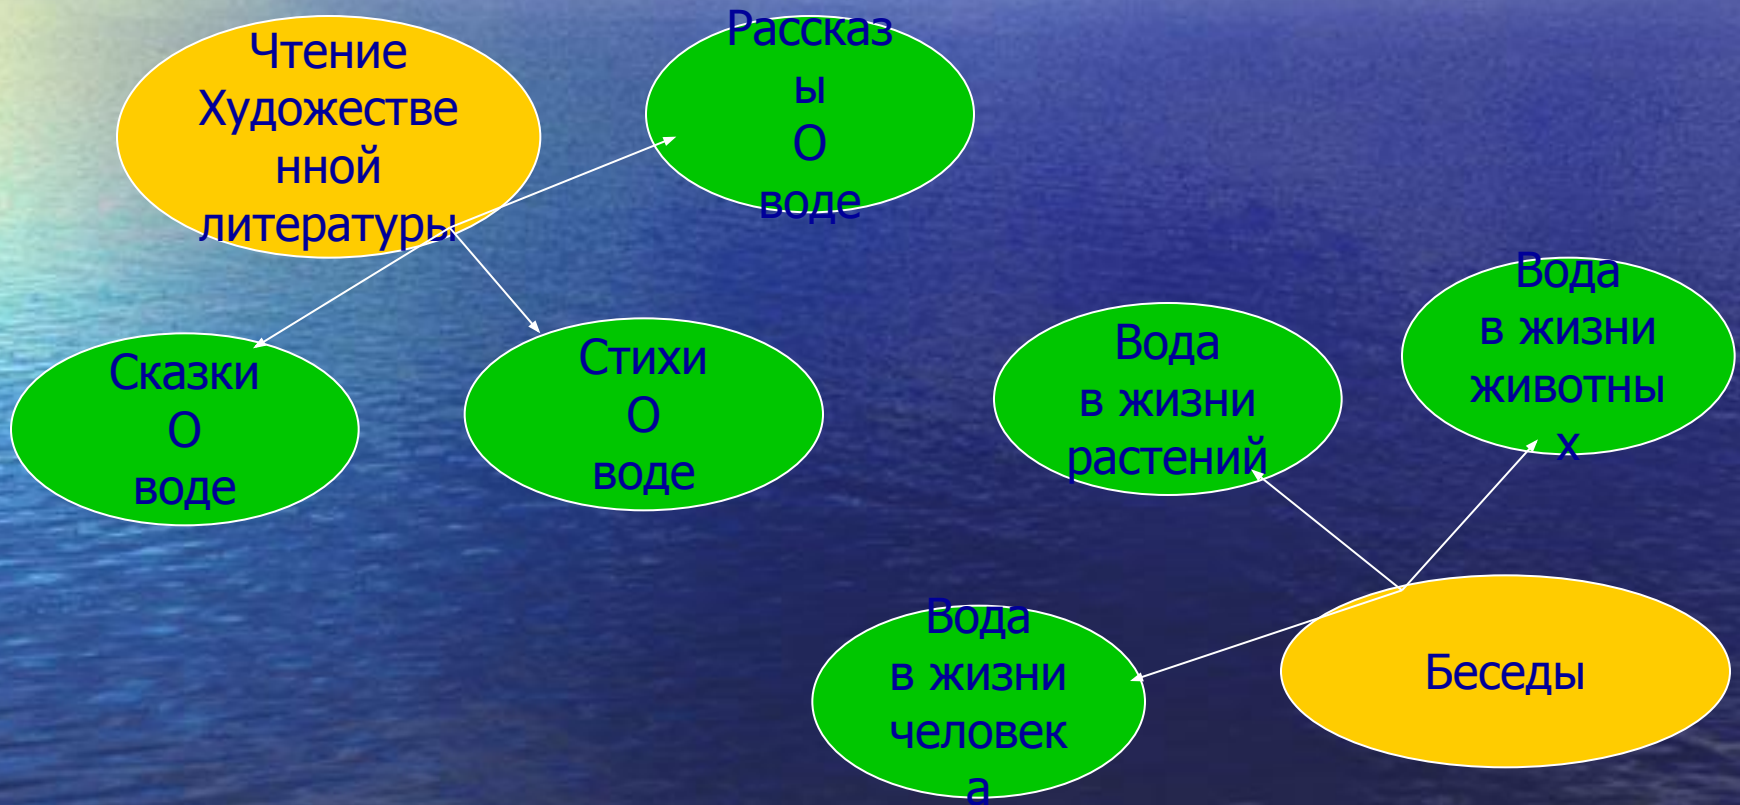 Чтение
Художестве
нной
литературы
Рассказ
ы
О
воде
Сказки
О
воде
Стихи
О
воде
Вода
в жизни
растений
Вода
в жизни
животны
х
Вода
в жизни
человек
а
Беседы